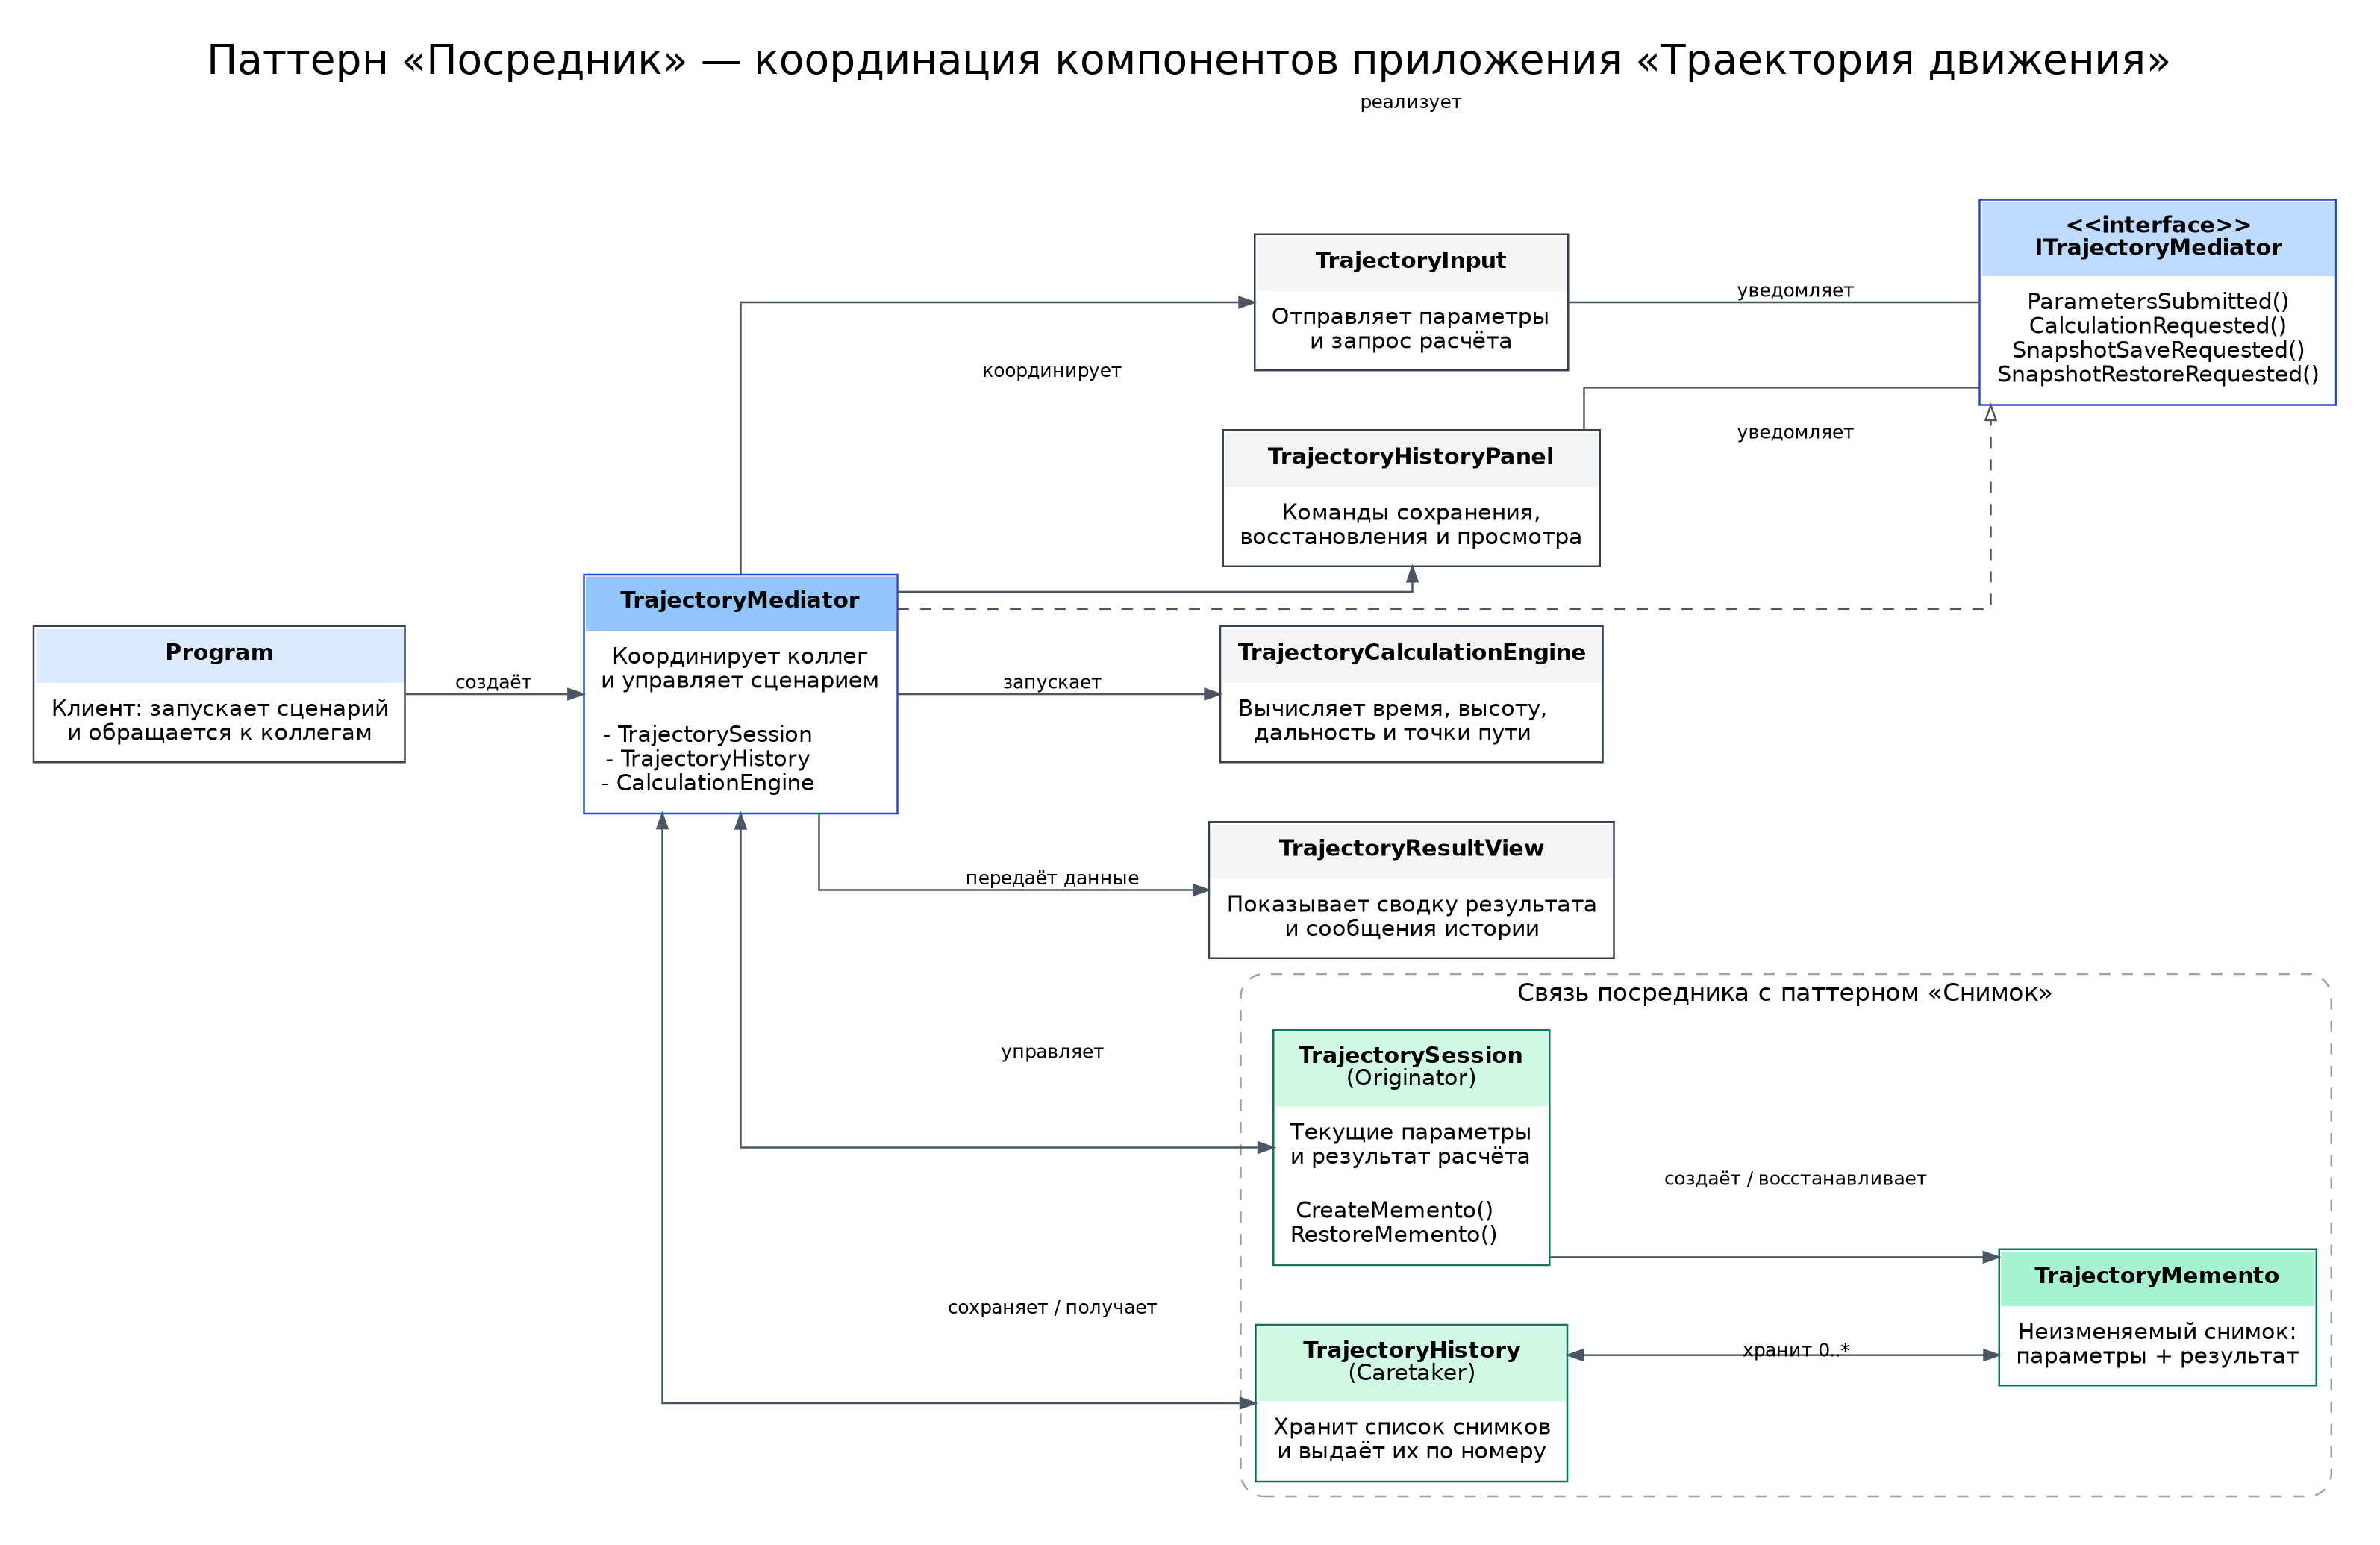 Паттерн «Посредник» — координация компонентов приложения «Траектория движения»
реализует
<<interface>>
ITrajectoryMediator
ParametersSubmitted()
CalculationRequested()
SnapshotSaveRequested()
SnapshotRestoreRequested()
TrajectoryInput
Отправляет параметры
и запрос расчёта
уведомляет
координирует
уведомляет
TrajectoryHistoryPanel
Команды сохранения,
восстановления и просмотра
Program
Клиент: запускает сценарий
и обращается к коллегам
создаёт
TrajectoryMediator
Координирует коллег
и управляет сценарием
- TrajectorySession
- TrajectoryHistory
- CalculationEngine
запускает
TrajectoryCalculationEngine
Вычисляет время, высоту,
дальность и точки пути
передаёт данные
TrajectoryResultView
Показывает сводку результата
и сообщения истории
Связь посредника с паттерном «Снимок»
управляет
TrajectorySession
(Originator)
Текущие параметры
и результат расчёта
CreateMemento()
RestoreMemento()
создаёт / восстанавливает
TrajectoryMemento
Неизменяемый снимок:
параметры + результат
сохраняет / получает
TrajectoryHistory
(Caretaker)
Хранит список снимков
и выдаёт их по номеру
хранит 0..*